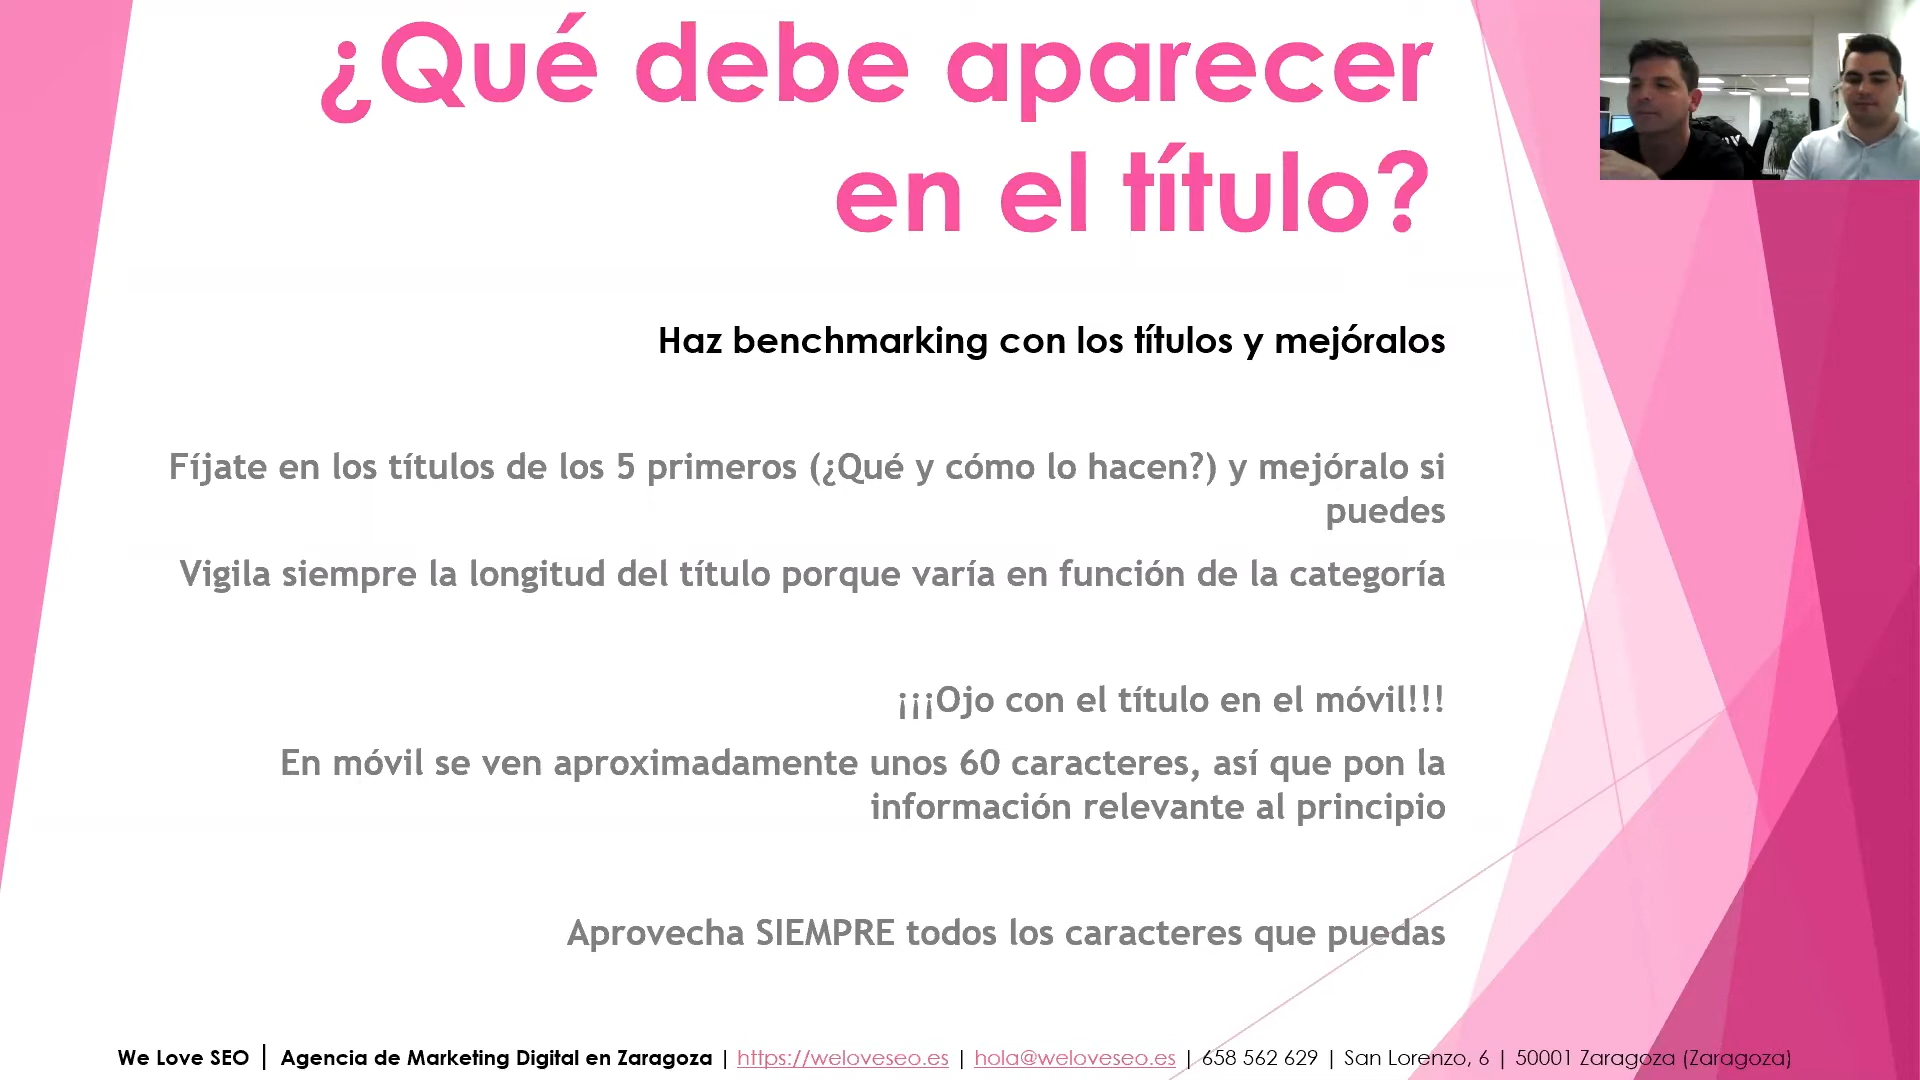 ¿Qué debe aparecer
en el título?
Haz benchmarking con los títulos y mejóralos
Fíjate en los títulos de los 5 primeros (¿Qué y cómo lo hacen?) y mejóralo si
puedes
Vigila siempre la longitud del título porque varía en función de la categoría
¡¡¡Ojo con el título en el móvil!!!
En móvil se ven aproximadamente unos 60 caracteres, así que pon la
información relevante al principio
Aprovecha SIEMPRE todos los caracteres que puedas
We Love SEO | Agencia de Marketing Digital en Zaragoza | https://weloveseo.es | hola@weloveseo.es | 658 562 629 | San Lorenzo, 6 | 50001 Zaragoza (Zaragoza)